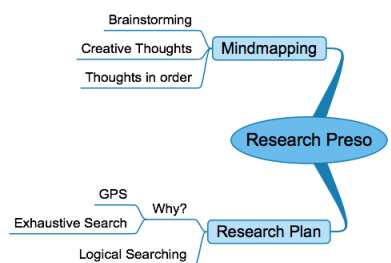 Brainstorming
Creative Thoughts
Thoughts in order
Mindmapping
Research Preso
GPS
Exhaustive Search
Why?
Logical Searching
Research Plan